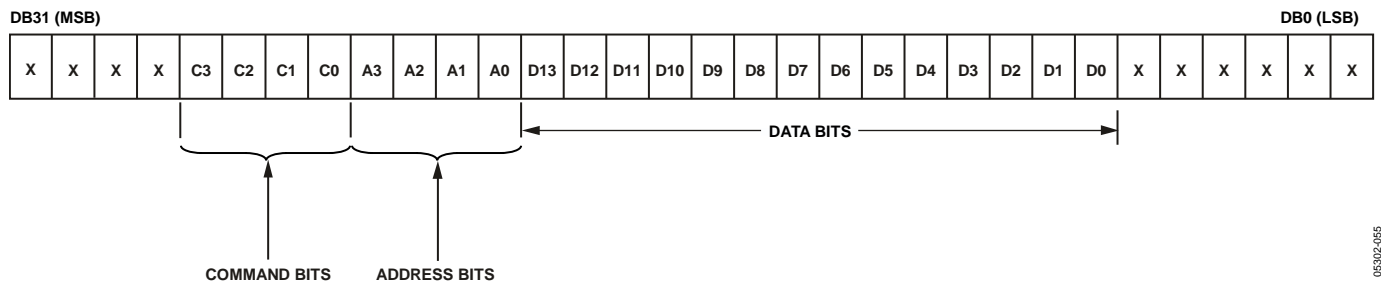 DB31 (MSB) DB0 (LSB)
X X X X C3 C2 C1 C0 A3 A2 A1 A0 D13 D12 D11 D10 D9 D8 D7 D6 D5 D4 D3 D2 D1 D0 X X X X X X
DATA BITS
COMMAND BITS ADDRESS BITS
05302-055